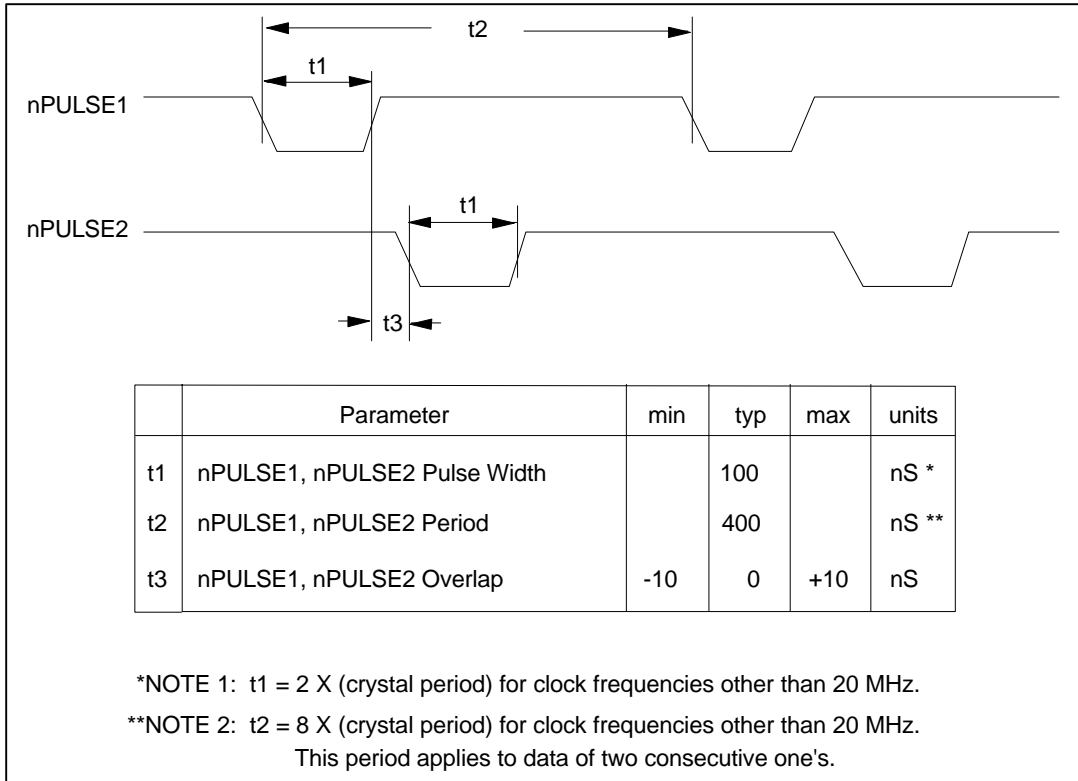 t2
t1
nPULSE1
t1
nPULSE2
t3
Parameter min typ max units
t1 nPULSE1, nPULSE2 Pulse Width 100 nS *
t2 nPULSE1, nPULSE2 Period 400 nS **
t3 nPULSE1, nPULSE2 Overlap -10 0 +10 nS
*NOTE 1: t1 = 2 X (crystal period) for clock frequencies other than 20 MHz.
**NOTE 2: t2 = 8 X (crystal period) for clock frequencies other than 20 MHz.
This period applies to data of two consecutive one's.